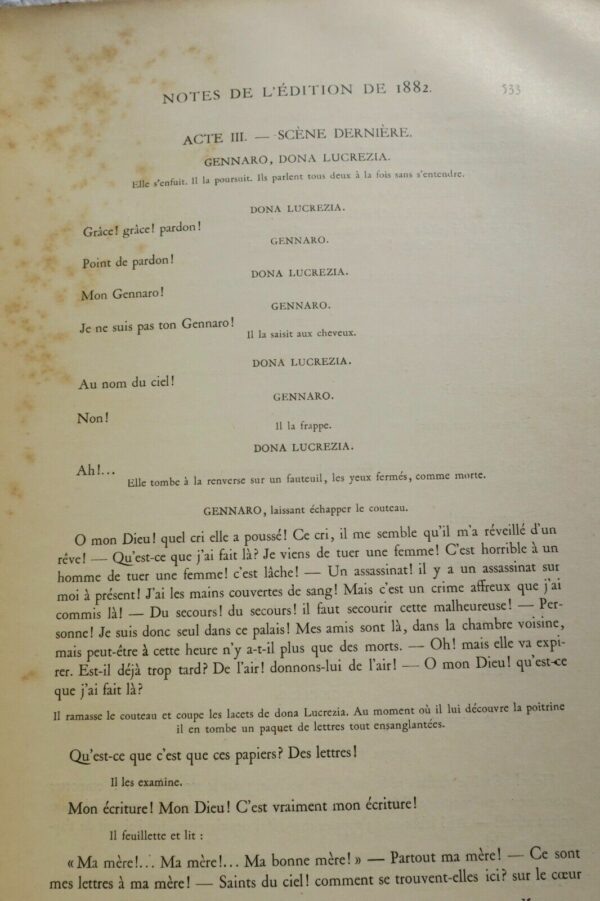 NOTES DE L'ÉDITION DE 1882. 533
ACTE III. — SCÈNE DERNIÈRE.
GENNARO, DONA LUCREZIA.
Elle s'enfuit. Il la poursuit. Ils parlent tous deux à la fois sans s'entendre.
DONA LUCREZIA.
Grâce! grâce! pardon!
GENNARO.
Point de pardon!
DONA LUCREZIA.
Mon Gennaro!
GENNARO.
Je ne suis pas ton Gennaro!
Il la saisit aux cheveux.
DONA LUCREZIA.
Au nom du ciel!
GENNARO.
Non!
Il la frappe.
DONA LUCREZIA.
Ah!...
Elle tombe à la renverse sur un fauteuil, les yeux fermés, comme morte.
GENNARO, laissant échapper le couteau.
O mon Dieu! quel cri elle a poussé! Ce cri, il me semble qu'il m'a réveillé d'un
rêve! — Qu'est-ce que j'ai fait là? Je viens de tuer une femme! C'est horrible à un
homme de tuer une femme! c'est lâche! — Un assassinat! il y a un assassinat sur
moi à présent! J'ai les mains couvertes de sang! Mais c'est un crime affreux que j'ai
commis là! — Du secours! du secours! il faut secourir cette malheureuse! — Per-
sonne! Je suis donc seul dans ce palais! Mes amis sont là, dans la chambre voisine,
mais peut-être à cette heure n'y a-t-il plus que des morts. — Oh! mais elle va expi-
rer. Est-il déjà trop tard? De l'air! donnons-lui de l'air! — O mon Dieu! qu'est-ce
que j'ai fait là?
Il ramasse le couteau et coupe les lacets de dona Lucrezia. Au moment où il lui découvre la poitrine
il en tombe un paquet de lettres tout ensanglantées.
Qu'est-ce que c'est que ces papiers? Des lettres!
Il les examine.
Mon écriture! Mon Dieu! C'est vraiment mon écriture!
Il feuillette et lit :
« Ma mère!... Ma mère!... Ma bonne mère! » — Partout ma mère! — Ce sont
mes lettres à ma mère! — Saints du ciel! comment se trouvent-elles ici? sur le cœur